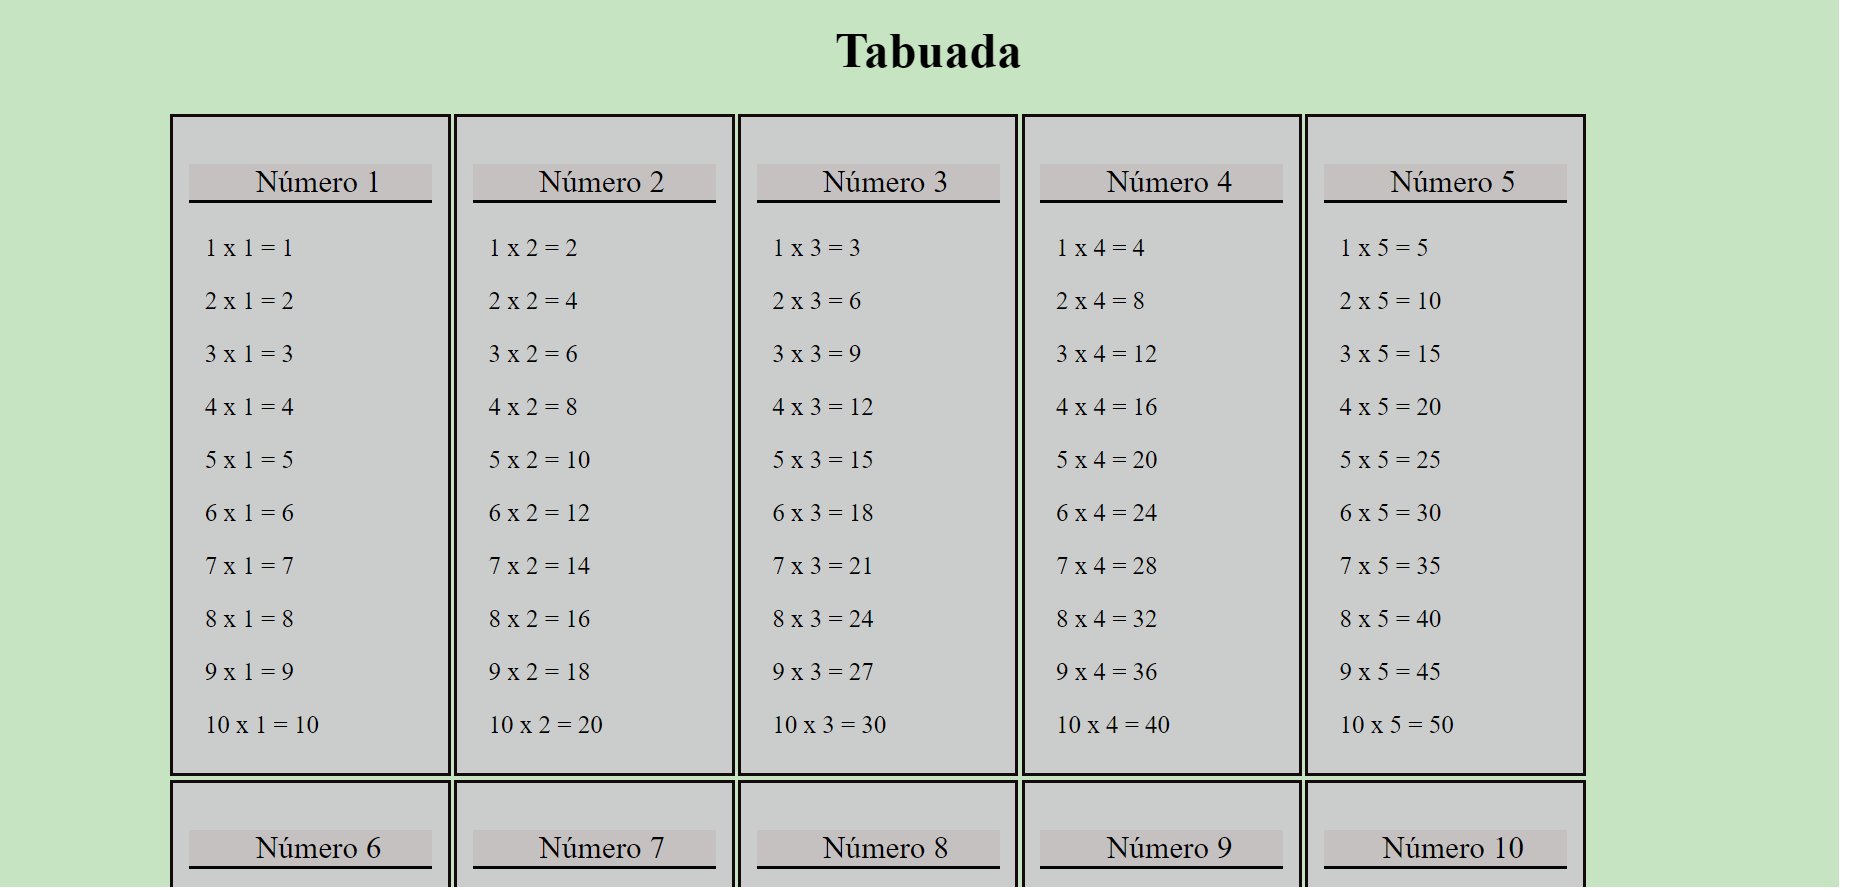 Tabuada
Número 1
1 x 1 = 1
2 x 1 = 2
3 x 1 = 3
4 x 1 = 4
5 x 1 = 5
6 x 1 = 6
7 x 1 = 7
8 x 1 = 8
9 x 1 = 9
10 x 1 = 10
Número 2
1 x 2 = 2
2 x 2 = 4
3 x 2 = 6
4 x 2 = 8
5 x 2 = 10
6 x 2 = 12
7 x 2 = 14
8 x 2 = 16
9 x 2 = 18
10 x 2 = 20
Número 3
1 x 3 = 3
2 x 3 = 6
3 x 3 = 9
4 x 3 = 12
5 x 3 = 15
6 x 3 = 18
7 x 3 = 21
8 x 3 = 24
9 x 3 = 27
10 x 3 = 30
Número 4
1 x 4 = 4
2 x 4 = 8
3 x 4 = 12
4 x 4 = 16
5 x 4 = 20
6 x 4 = 24
7 x 4 = 28
8 x 4 = 32
9 x 4 = 36
10 x 4 = 40
Número 5
1 x 5 = 5
2 x 5 = 10
3 x 5 = 15
4 x 5 = 20
5 x 5 = 25
6 x 5 = 30
7 x 5 = 35
8 x 5 = 40
9 x 5 = 45
10 x 5 = 50
Número 6
Número 7
Número 8
Número 9
Número 10